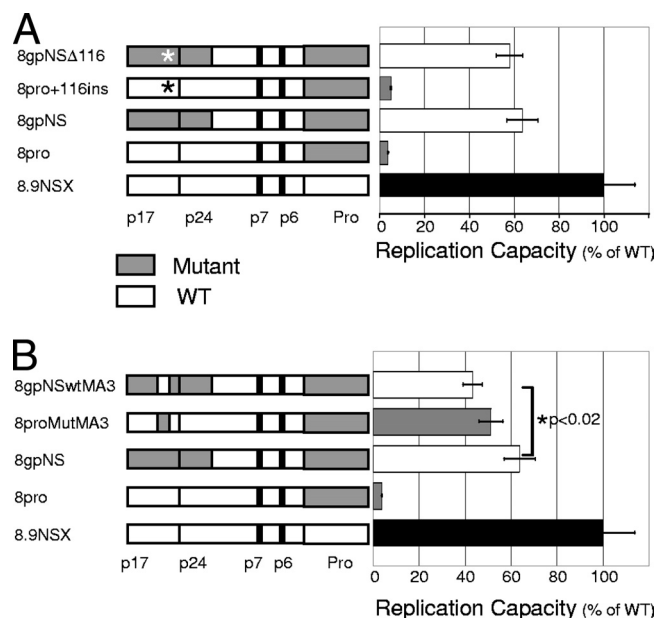 A
8gpNSΔ116
*
8pro+116ins
*
8gpNS
8pro
8.9NSX
p17 p24 p7 p6 Pro
0 20 40 60 80 100
Replication Capacity (% of WT)
Mutant
WT
B
8gpNSwtMA3
8proMutMA3
*p<0.02
8gpNS
8pro
8.9NSX
p17 p24 p7 p6 Pro
0 20 40 60 80 100
Replication Capacity (% of WT)